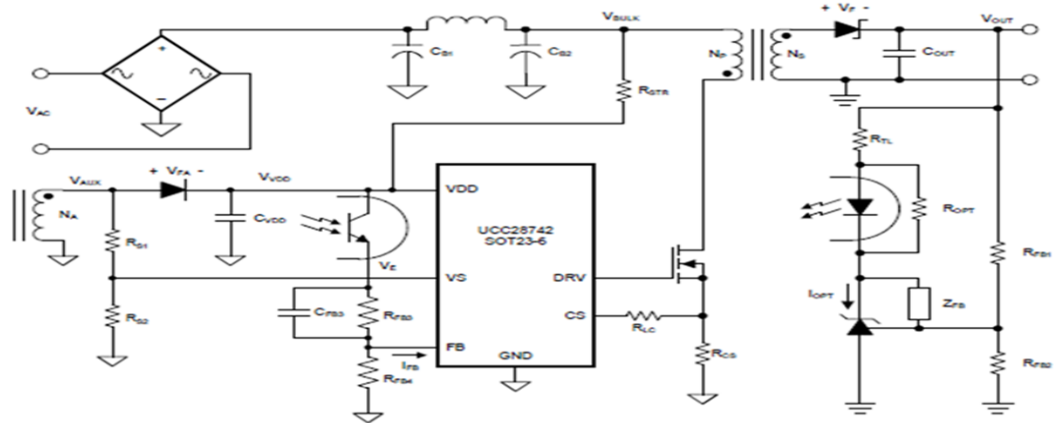 + VF -
VBULK
VOUT
+
CB1
CB2
NP
NS
COUT
RSTR
VAC
−
RTL
+ VFA -
VAUX
VVDD
VDD
NA
CVDD
ROPT
UCC28742
SOT23-6
RS1
VE
RFB1
VS
DRV
IOPT
ZFB
RS2
CFB3
RFB3
CS
RLC
FB
GND
RCS
IFB
RFB4
RFB2